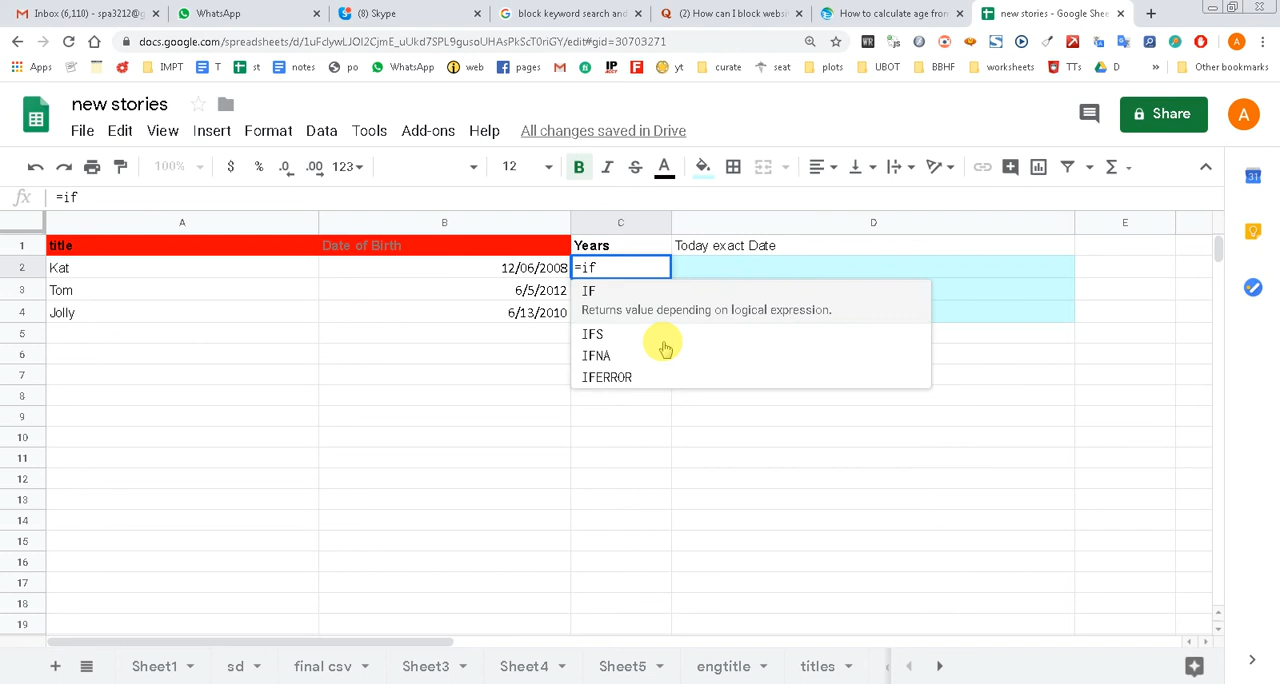 Inbox (6,110) - spa3212@g
WhatsApp
(8) Skype
block keyword search and
(2) How can I block websit
How to calculate age from
new stories - Google Shee
docs.google.com/spreadsheets/d/1uFclywLJOI2CjmE_uUkd7SPL9gusoUHAsPkScT0riGY/edit#gid=30703271
Apps
IMPT
T
st
notes
po
WhatsApp
web
pages
yt
curate
seat
plots
UBOT
BBHF
worksheets
TTs
D
»
Other bookmarks
new stories
File Edit View Insert Format Data Tools Add-ons Help All changes saved in Drive
Share
A
100% $ % .0 .00 123 12 B I S A Σ
fx =if
A B C D E
1 title Date of Birth Years Today exact Date
2 Kat 12/06/2008 =if
3 Tom 6/5/2012
4 Jolly 6/13/2010
IF
Returns value depending on logical expression.
IFS
IFNA
IFERROR
5
6
7
8
9
10
11
12
13
14
15
16
17
18
19
+ Sheet1 sd final csv Sheet3 Sheet4 Sheet5 engtitle titles
31